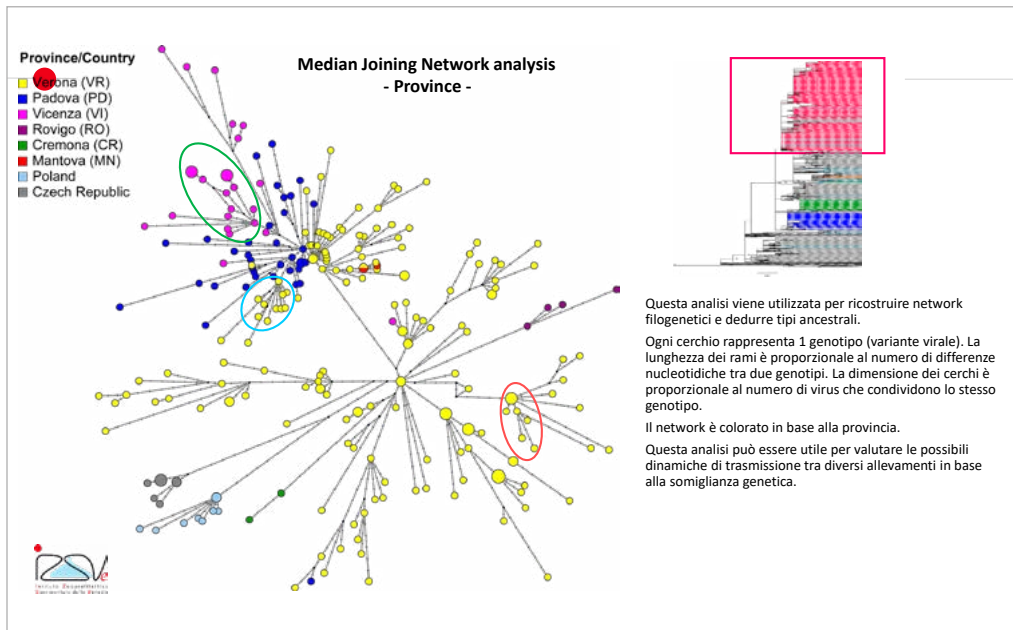 Province/Country
Verona (VR)
Padova (PD)
Vicenza (VI)
Rovigo (RO)
Cremona (CR)
Mantova (MN)
Poland
Czech Republic
Median Joining Network analysis
- Province -
Questa analisi viene utilizzata per ricostruire network
filogenetici e dedurre tipi ancestrali.
Ogni cerchio rappresenta 1 genotipo (variante virale). La
lunghezza dei rami è proporzionale al numero di differenze
nucleotidiche tra due genotipi. La dimensione dei cerchi è
proporzionale al numero di virus che condividono lo stesso
genotipo.
Il network è colorato in base alla provincia.
Questa analisi può essere utile per valutare le possibili
dinamiche di trasmissione tra diversi allevamenti in base
alla somiglianza genetica.